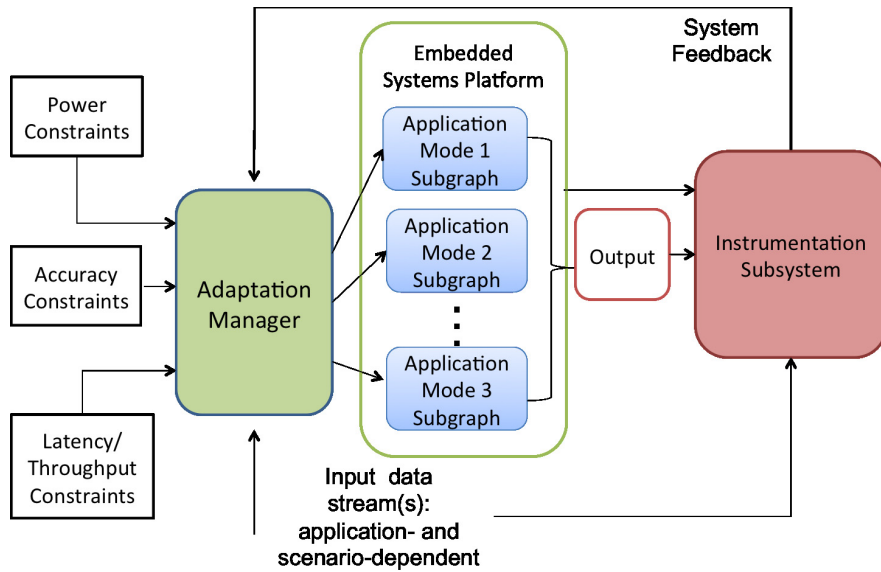 System
Feedback
Embedded
Systems Platform
Power
Constraints
Application
Mode 1
Subgraph
Accuracy
Constraints
Adaptation
Manager
Application
Mode 2
Subgraph
Output
Instrumentation
Subsystem
Application
Mode 3
Subgraph
Latency/
Throughput
Constraints
Input data
stream(s):
application- and
scenario-dependent